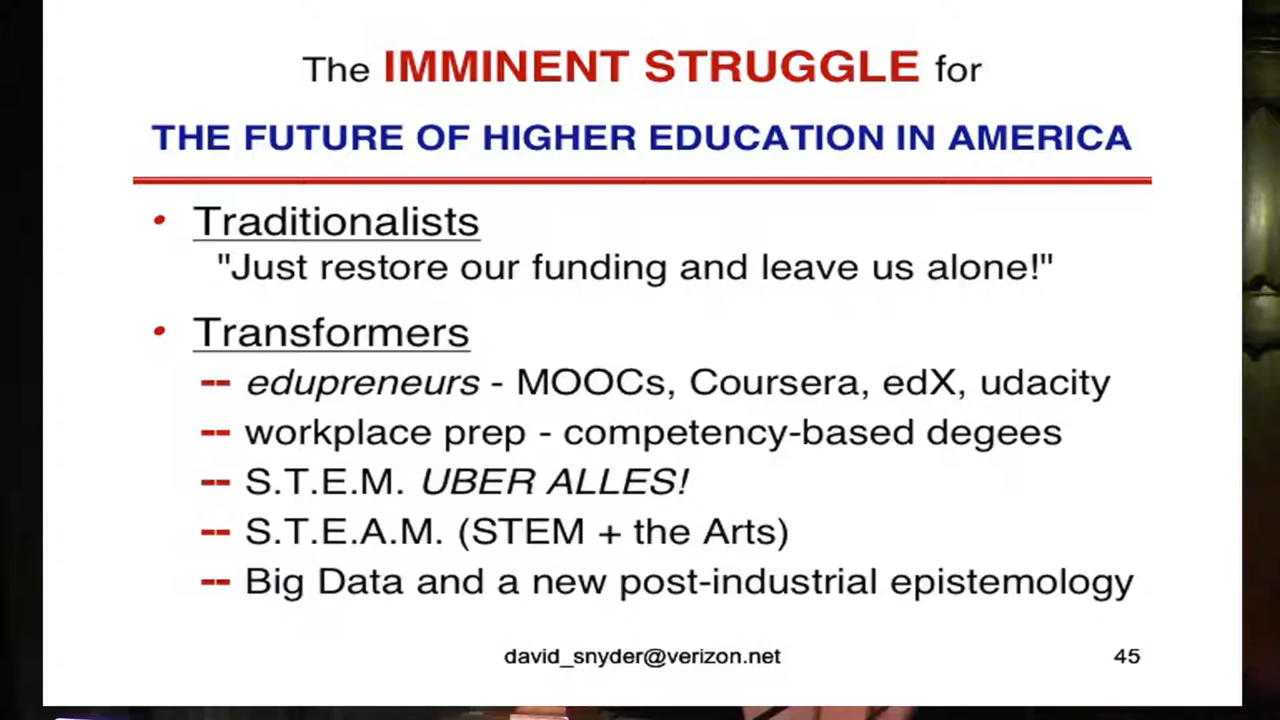 The IMMINENT STRUGGLE for
THE FUTURE OF HIGHER EDUCATION IN AMERICA
• Traditionalists
"Just restore our funding and leave us alone!"
• Transformers
-- edupreneurs - MOOCs, Coursera, edX, udacity
-- workplace prep - competency-based degees
-- S.T.E.M. UBER ALLES!
-- S.T.E.A.M. (STEM + the Arts)
-- Big Data and a new post-industrial epistemology
david_snyder@verizon.net 45